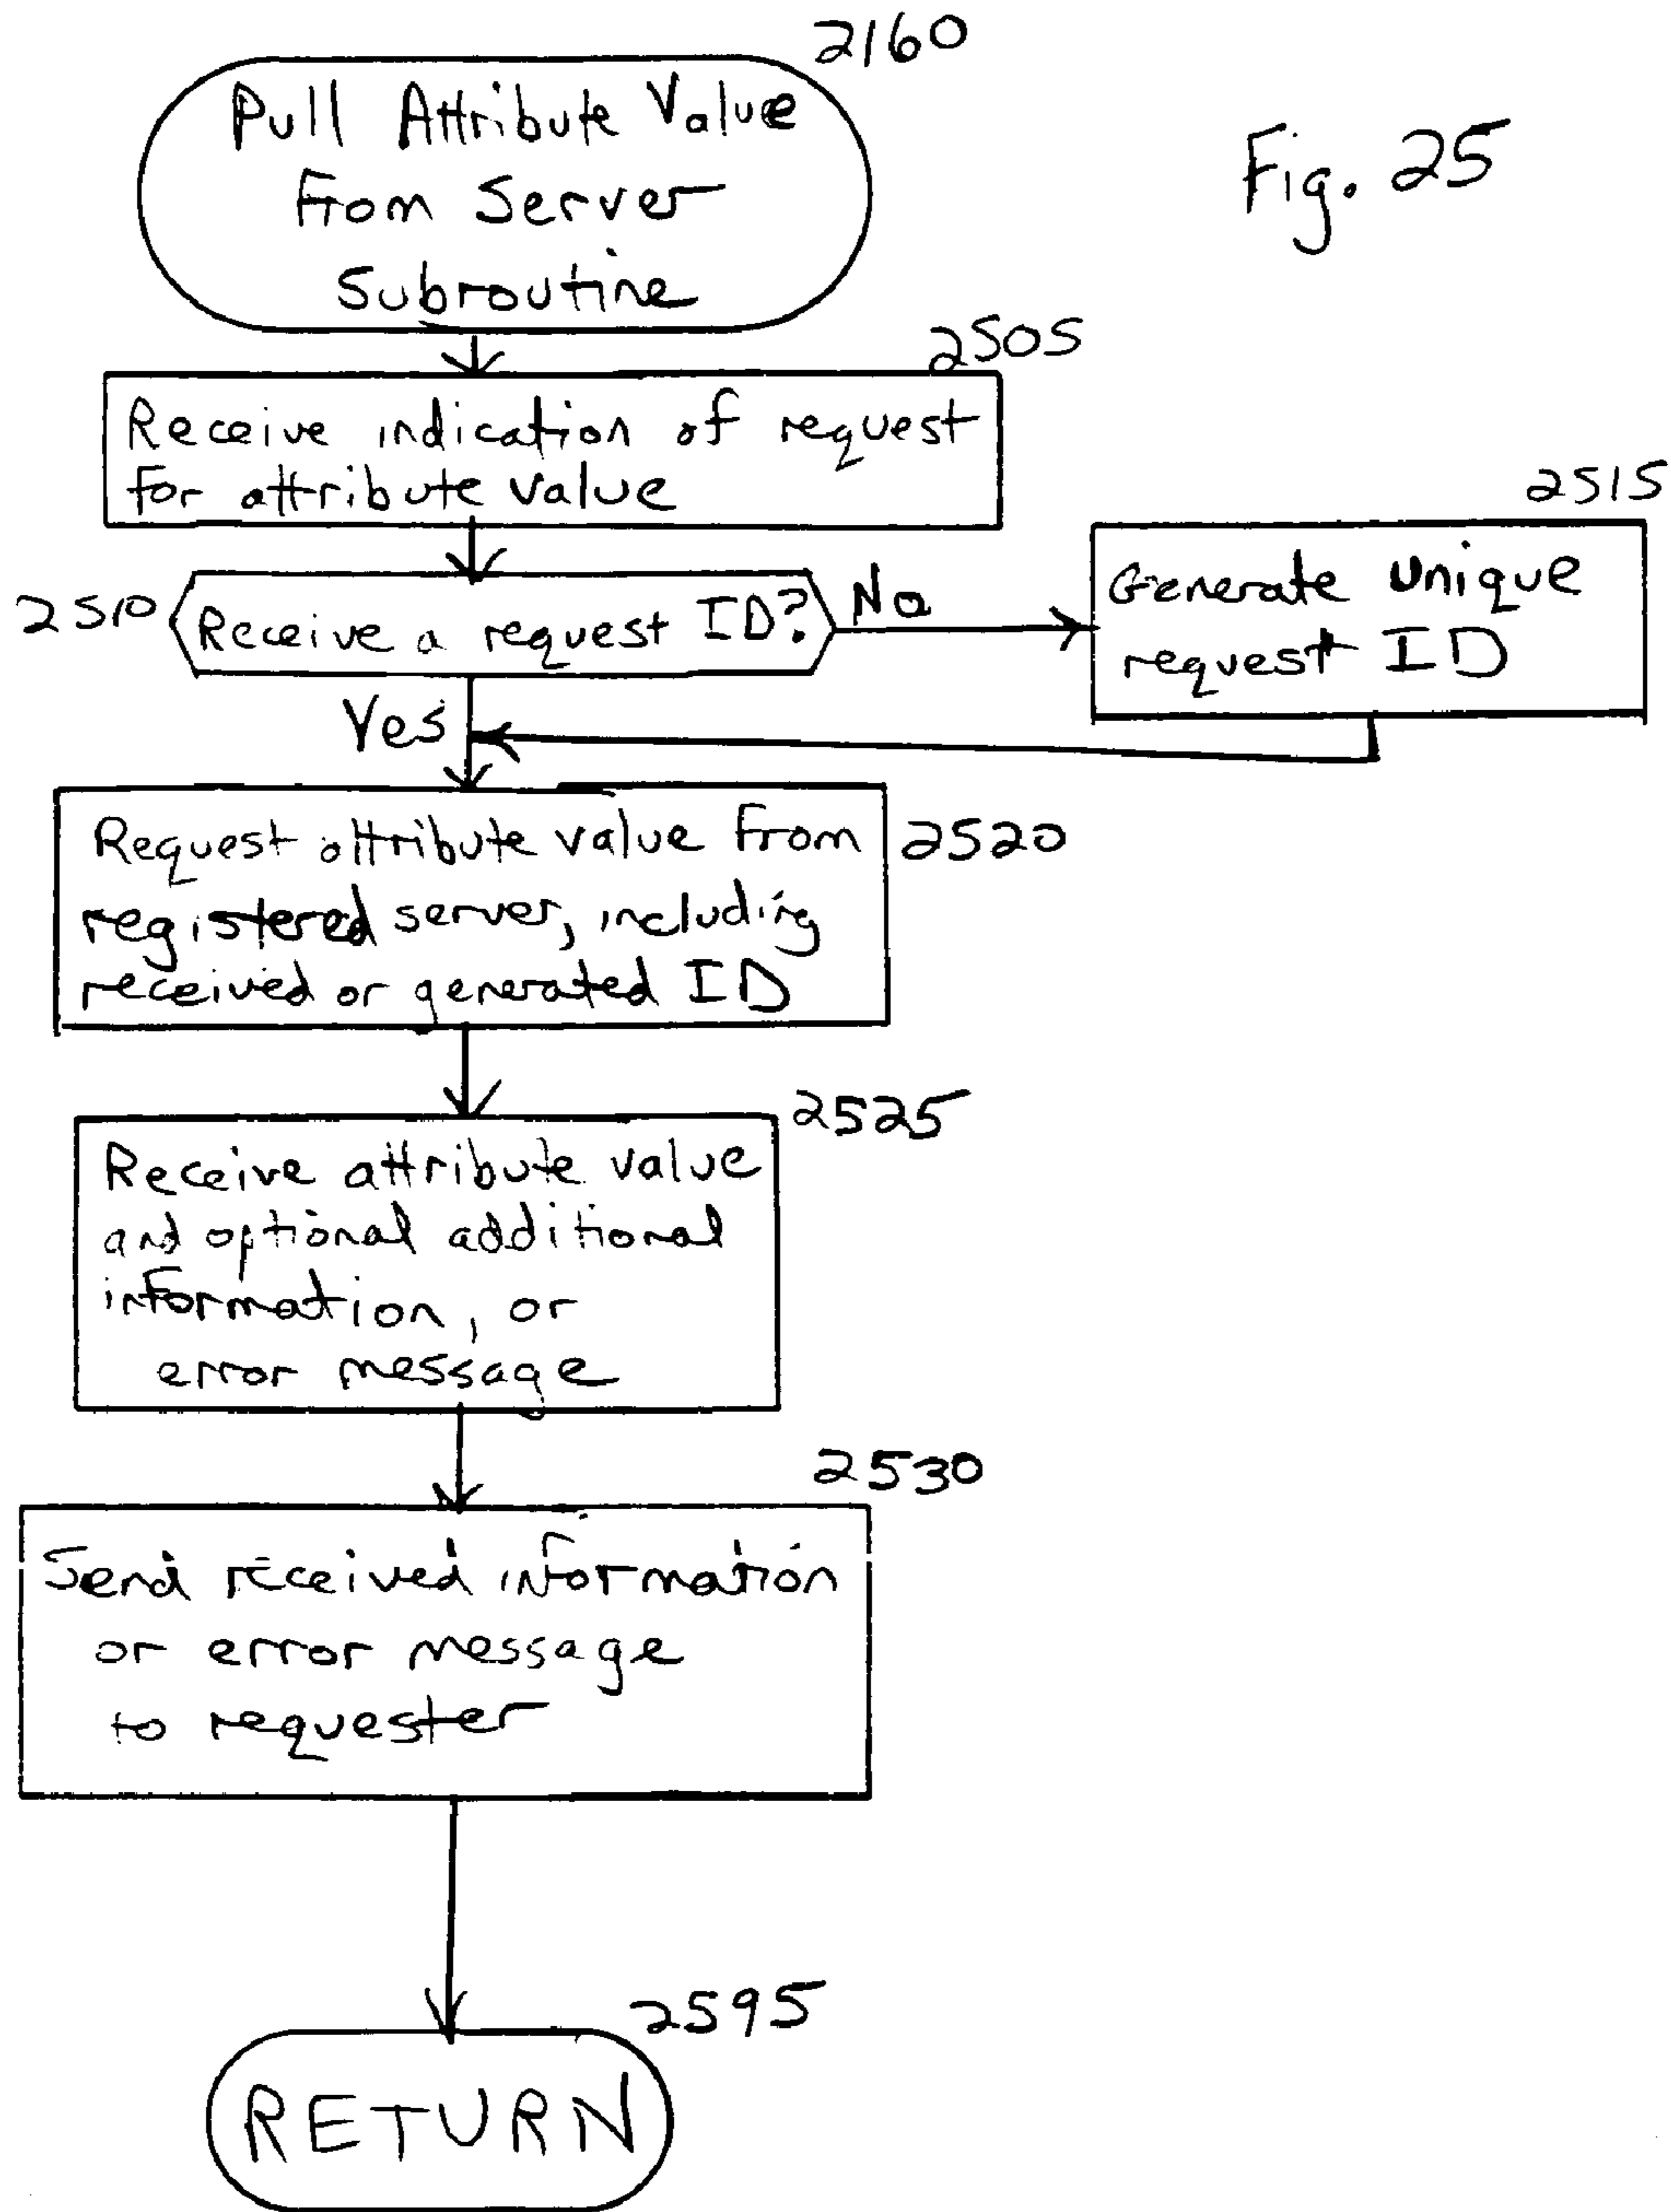 2160
Pull Attribute Value
From Server
Subroutine
Fig. 25
2505
Receive indication of request
for attribute value
2510
Receive a request ID?
No
2515
Generate unique
request ID
Yes
Request attribute value from
registered server, including
received or generated ID
2520
2525
Receive attribute value
and optional additional
information, or
error message
2530
Send received information
or error message
to requester
2595
RETURN